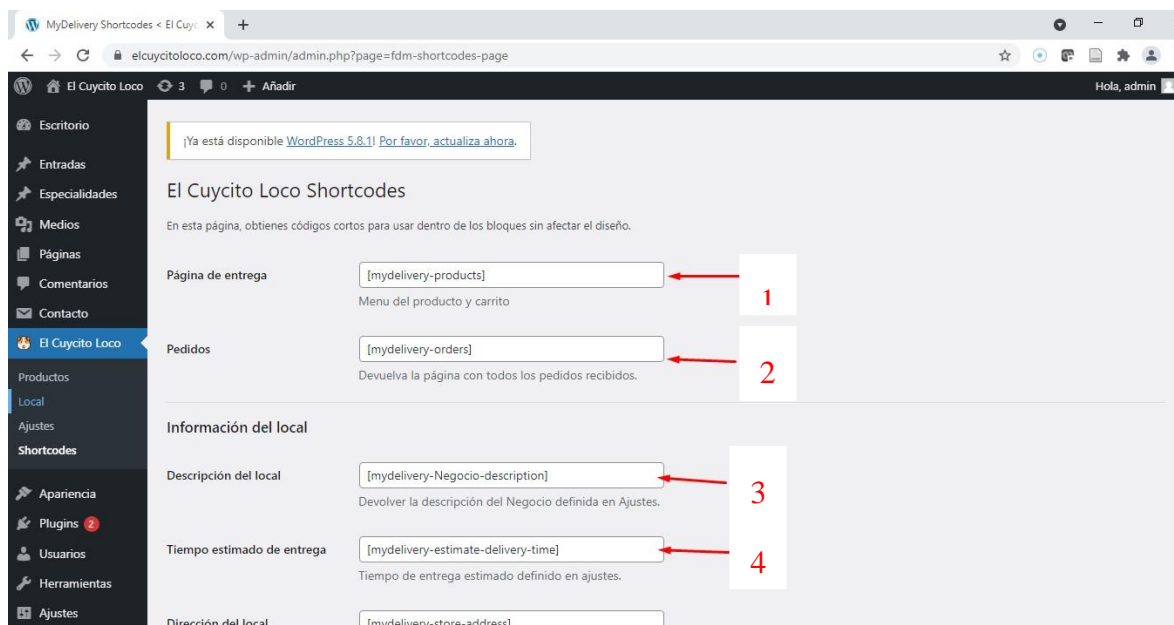 MyDelivery Shortcodes < El Cuyc
elcuycitoloco.com/wp-admin/admin.php?page=fdm-shortcodes-page
El Cuycito Loco 3 0 Añadir
Hola, admin
Escritorio
Entradas
Especialidades
Medios
Páginas
Comentarios
Contacto
El Cuycito Loco
Productos
Local
Ajustes
Shortcodes
Apariencia
Plugins 2
Usuarios
Herramientas
Ajustes
¡Ya está disponible WordPress 5.8.1! Por favor, actualiza ahora.
El Cuycito Loco Shortcodes
En esta página, obtienes códigos cortos para usar dentro de los bloques sin afectar el diseño.
Página de entrega [mydelivery-products] 1
Menu del producto y carrito
Pedidos [mydelivery-orders] 2
Devuelva la página con todos los pedidos recibidos.
Información del local
Descripción del local [mydelivery-Negocio-description] 3
Devolver la descripción del Negocio definida en Ajustes.
Tiempo estimado de entrega [mydelivery-estimate-delivery-time] 4
Tiempo de entrega estimado definido en ajustes.
Dirección del local [mydelivery-store-address]